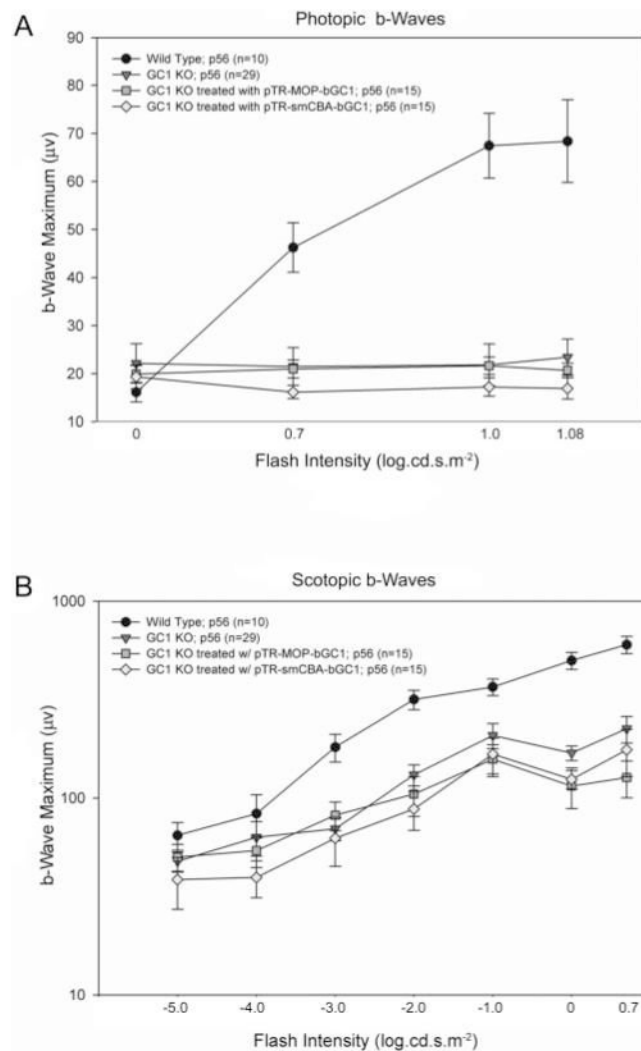 A
Photopic b-Waves
90
80
70
60
50
40
30
20
10
b-Wave Maximum (μv)
Wild Type; p56 (n=10)
GC1 KO; p56 (n=29)
GC1 KO treated with pTR-MOP-bGC1; p56 (n=15)
GC1 KO treated with pTR-smCBA-bGC1; p56 (n=15)
0 0.7 1.0 1.08
Flash Intensity (log.cd.s.m⁻²)
B
Scotopic b-Waves
1000
100
10
b-Wave Maximum (μv)
Wild Type; p56 (n=10)
GC1 KO; p56 (n=29)
GC1 KO treated w/ pTR-MOP-bGC1; p56 (n=15)
GC1 KO treated w/ pTR-smCBA-bGC1; p56 (n=15)
-5.0 -4.0 -3.0 -2.0 -1.0 0 0.7
Flash Intensity (log.cd.s.m⁻²)